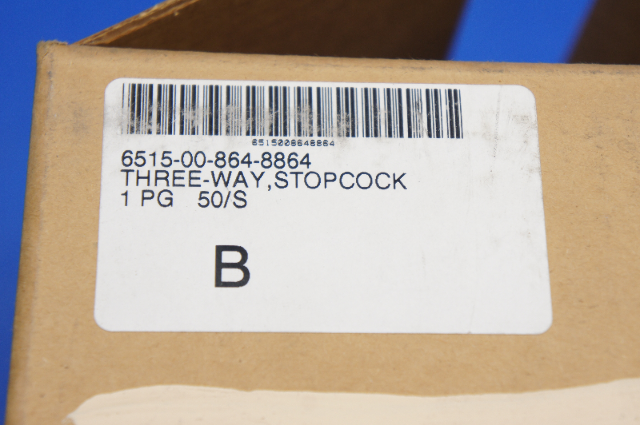 6515008648864
6515-00-864-8864
THREE-WAY,STOPCOCK
1 PG 50/S
B